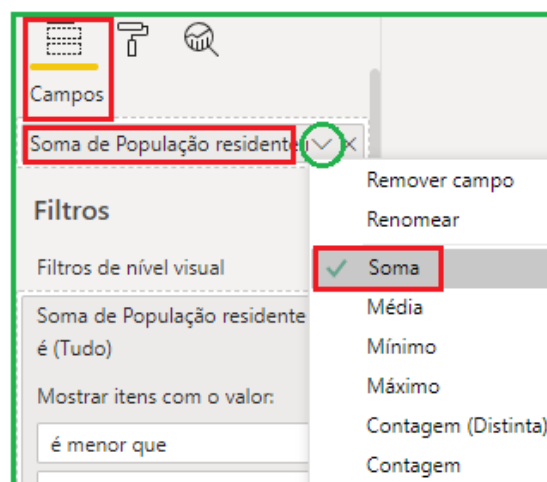 Campos
Soma de População residente
Filtros
Filtros de nível visual
Soma de População residente
é (Tudo)
Mostrar itens com o valor:
é menor que
Remover campo
Renomear
Soma
Média
Mínimo
Máximo
Contagem (Distinta)
Contagem